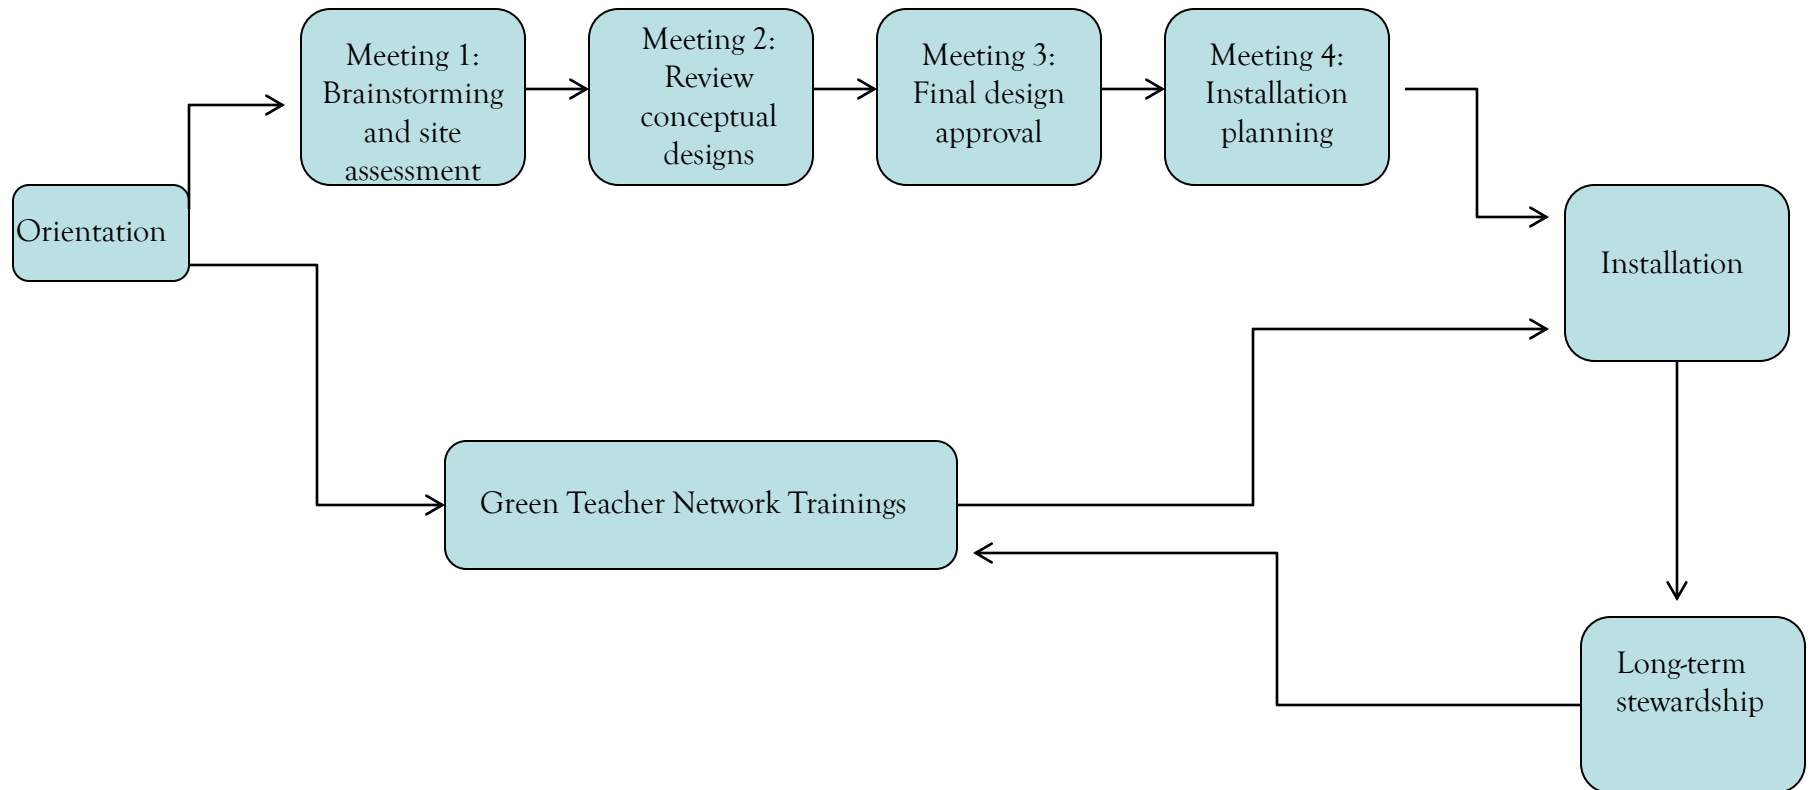 Meeting 1:
Brainstorming
and site
assessment
Meeting 2:
Review
conceptual
designs
Meeting 3:
Final design
approval
Meeting 4:
Installation
planning
Orientation
Installation
Green Teacher Network Trainings
Long-term
stewardship